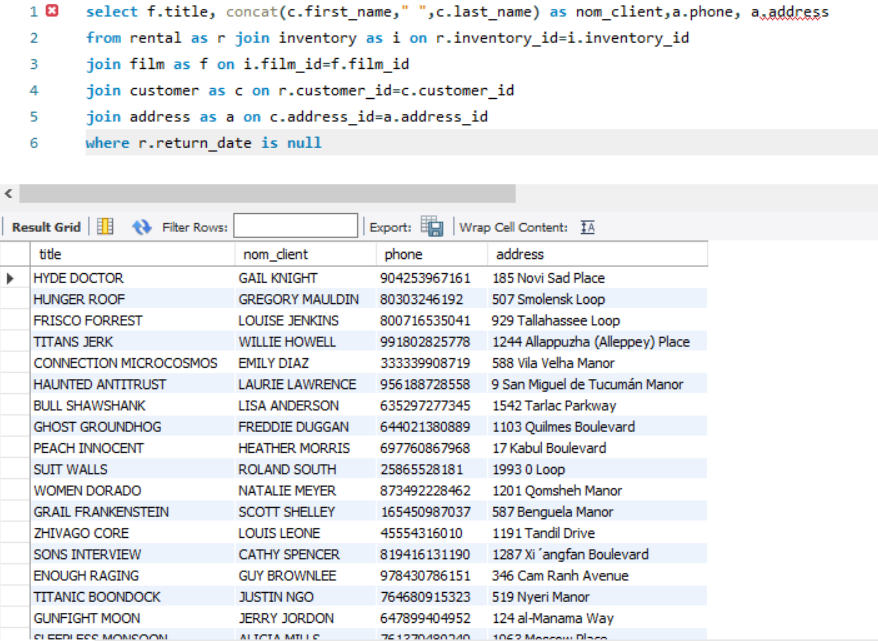 1 select f.title, concat(c.first_name," ",c.last_name) as nom_client,a.phone, a.address
2 from rental as r join inventory as i on r.inventory_id=i.inventory_id
3 join film as f on i.film_id=f.film_id
4 join customer as c on r.customer_id=c.customer_id
5 join address as a on c.address_id=a.address_id
6 where r.return_date is null
Result Grid Filter Rows: Export: Wrap Cell Content: IA
title nom_client phone address
HYDE DOCTOR GAIL KNIGHT 904253967161 185 Novi Sad Place
HUNGER ROOF GREGORY MAULDIN 80303246192 507 Smolensk Loop
FRISCO FORREST LOUISE JENKINS 800716535041 929 Tallahassee Loop
TITANS JERK WILLIE HOWELL 991802825778 1244 Allappuzha (Alleppey) Place
CONNECTION MICROCOSMOS EMILY DIAZ 333339908719 588 Vila Velha Manor
HAUNTED ANTITRUST LAURIE LAWRENCE 956188728558 9 San Miguel de Tucumán Manor
BULL SHAWSHANK LISA ANDERSON 635297277345 1542 Tarlac Parkway
GHOST GROUNDHOG FREDDIE DUGGAN 644021380889 1103 Quilmes Boulevard
PEACH INNOCENT HEATHER MORRIS 697760867968 17 Kabul Boulevard
SUIT WALLS ROLAND SOUTH 25865528181 1993 0 Loop
WOMEN DORADO NATALIE MEYER 873492228462 1201 Qomsheh Manor
GRAIL FRANKENSTEIN SCOTT SHELLEY 165450987037 587 Benguela Manor
ZHIVAGO CORE LOUIS LEONE 45554316010 1191 Tandil Drive
SONS INTERVIEW CATHY SPENCER 819416131190 1287 Xi´angfan Boulevard
ENOUGH RAGING GUY BROWNLEE 978430786151 346 Cam Ranh Avenue
TITANIC BOONDOCK JUSTIN NGO 764680915323 519 Nyeri Manor
GUNFIGHT MOON JERRY JORDON 647899404952 124 al-Manama Way
SLEEPLESS MONSOON ALICIA MILLS 761379480249 1963 Moscow Place